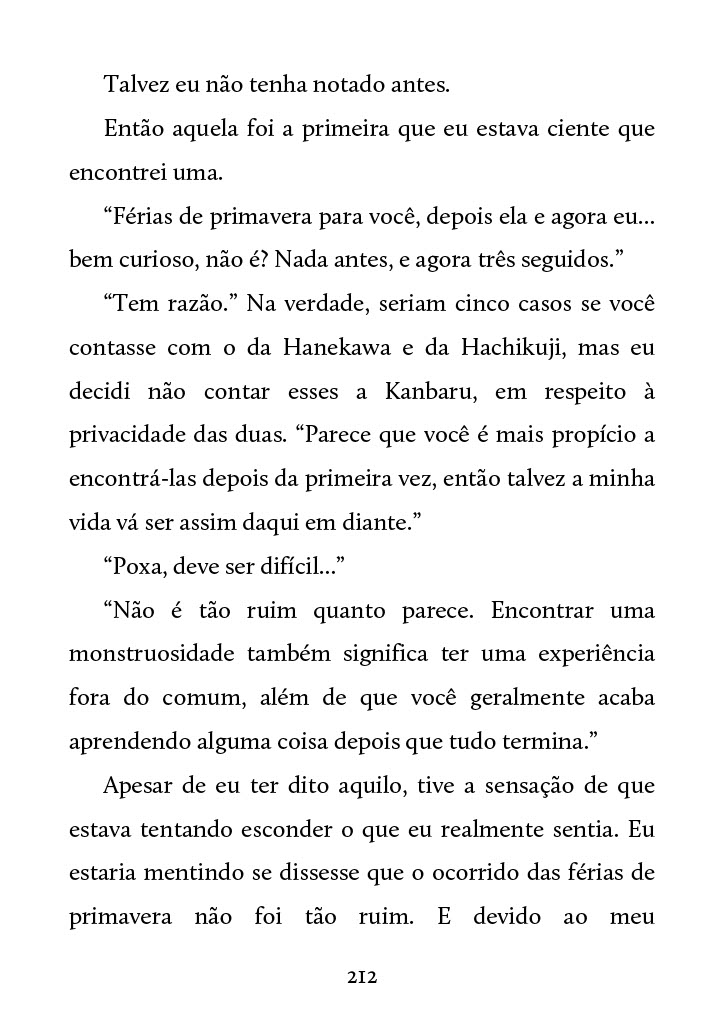 Talvez eu não tenha notado antes.
Então aquela foi a primeira que eu estava ciente que
encontrei uma.
“Férias de primavera para você, depois ela e agora eu...
bem curioso, não é? Nada antes, e agora três seguidos.”
“Tem razão.” Na verdade, seriam cinco casos se você
contasse com o da Hanekawa e da Hachikuji, mas eu
decidi não contar esses a Kanbaru, em respeito à
privacidade das duas. “Parece que você é mais propício a
encontrá-las depois da primeira vez, então talvez a minha
vida vá ser assim daqui em diante.”
“Poxa, deve ser difícil...”
“Não é tão ruim quanto parece. Encontrar uma
monstruosidade também significa ter uma experiência
fora do comum, além de que você geralmente acaba
aprendendo alguma coisa depois que tudo termina.”
Apesar de eu ter dito aquilo, tive a sensação de que
estava tentando esconder o que eu realmente sentia. Eu
estaria mentindo se dissesse que o ocorrido das férias de
primavera não foi tão ruim. E devido ao meu
212